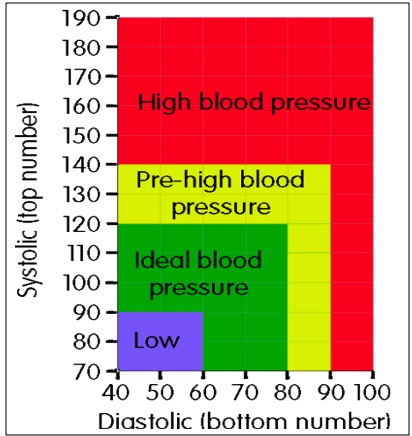 190
180
170
160
150
140
130
120
110
100
90
80
70
Systolic (top number)
High blood pressure
Pre-high blood
pressure
Ideal blood
pressure
Low
40 50 60 70 80 90 100
Diastolic (bottom number)